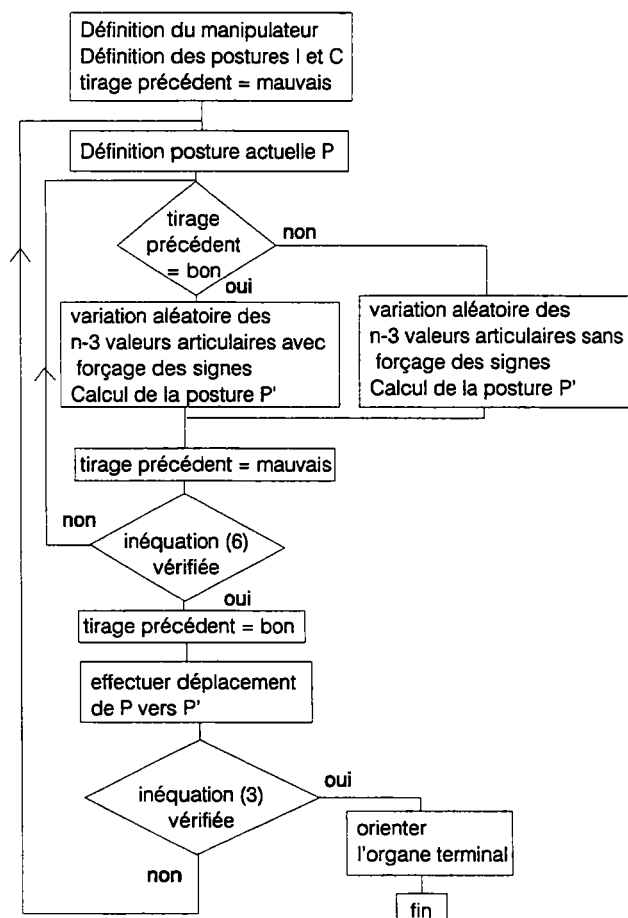 Définition du manipulateur
Définition des postures I et C
tirage précédent = mauvais
Définition posture actuelle P
tirage
précédent
= bon
non
oui
variation aléatoire des
n-3 valeurs articulaires avec
forçage des signes
Calcul de la posture P'
variation aléatoire des
n-3 valeurs articulaires sans
forçage des signes
Calcul de la posture P'
tirage précédent = mauvais
non
inéquation (6)
vérifiée
oui
tirage précédent = bon
effectuer déplacement
de P vers P'
inéquation (3)
vérifiée
oui
non
orienter
l'organe terminal
fin